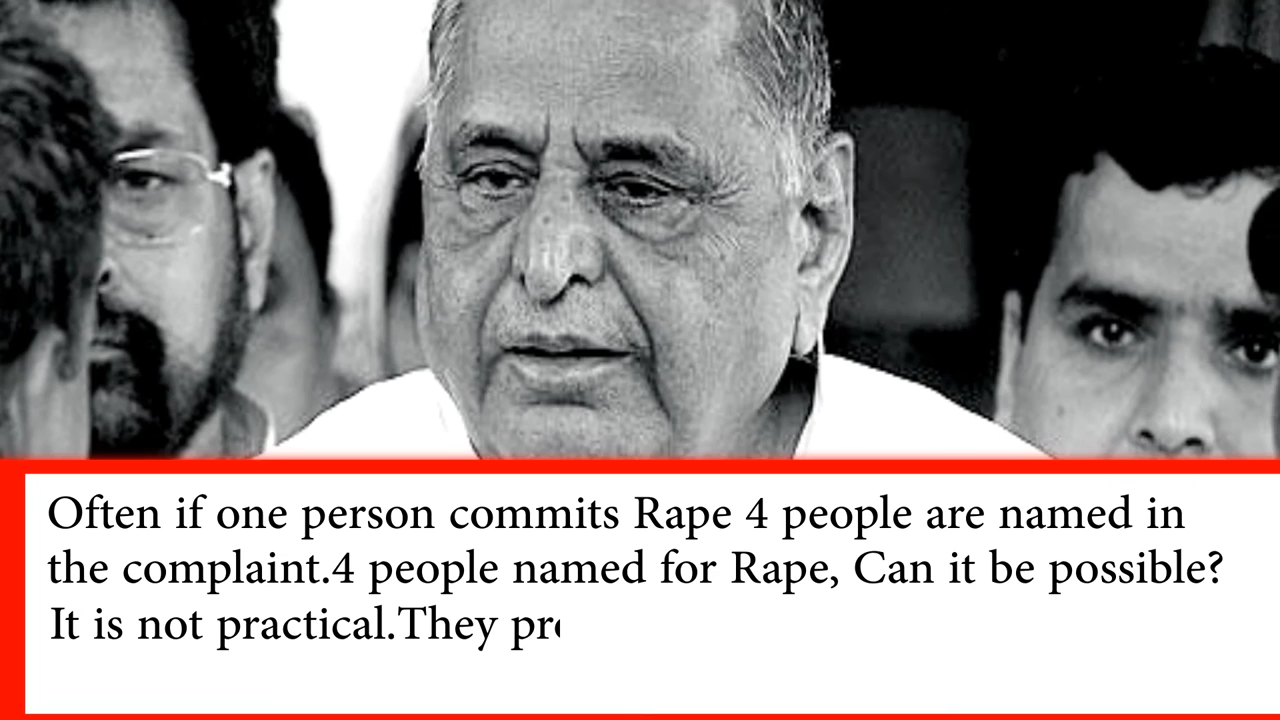 Often if one person commits Rape 4 people are named in
the complaint.4 people named for Rape, Can it be possible?
It is not practical.They